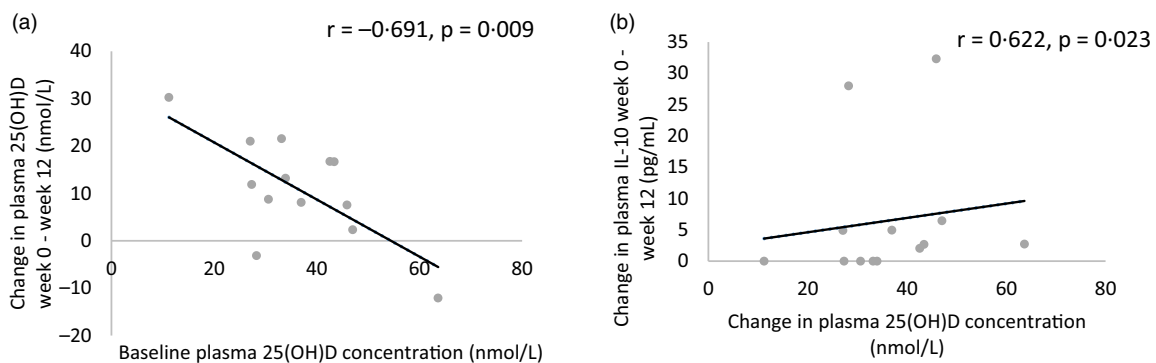 (a)
r = –0·691, p = 0·009
Change in plasma 25(OH)D
week 0 - week 12 (nmol/L)
40
30
20
10
0
−10
−20
0
20
40
60
80
Baseline plasma 25(OH)D concentration (nmol/L)
(b)
r = 0·622, p = 0·023
Change in plasma IL-10 week 0 -
week 12 (pg/mL)
35
30
25
20
15
10
5
0
0
20
40
60
80
Change in plasma 25(OH)D concentration
(nmol/L)